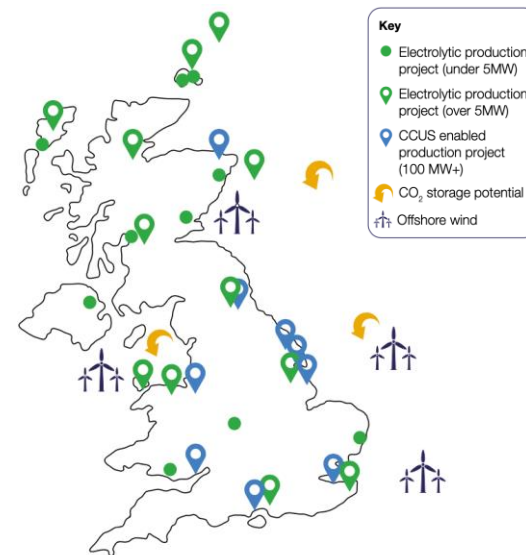 Key
Electrolytic production
project (under 5MW)
Electrolytic production
project (over 5MW)
CCUS enabled
production project
(100 MW+)
CO₂ storage potential
Offshore wind